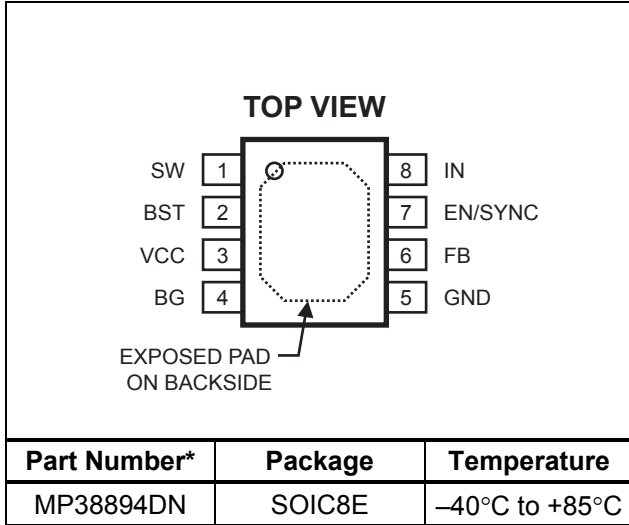 TOP VIEW
SW 1 8 IN
BST 2 7 EN/SYNC
VCC 3 6 FB
BG 4 5 GND
EXPOSED PAD
ON BACKSIDE
Part Number* Package Temperature
MP38894DN SOIC8E –40°C to +85°C